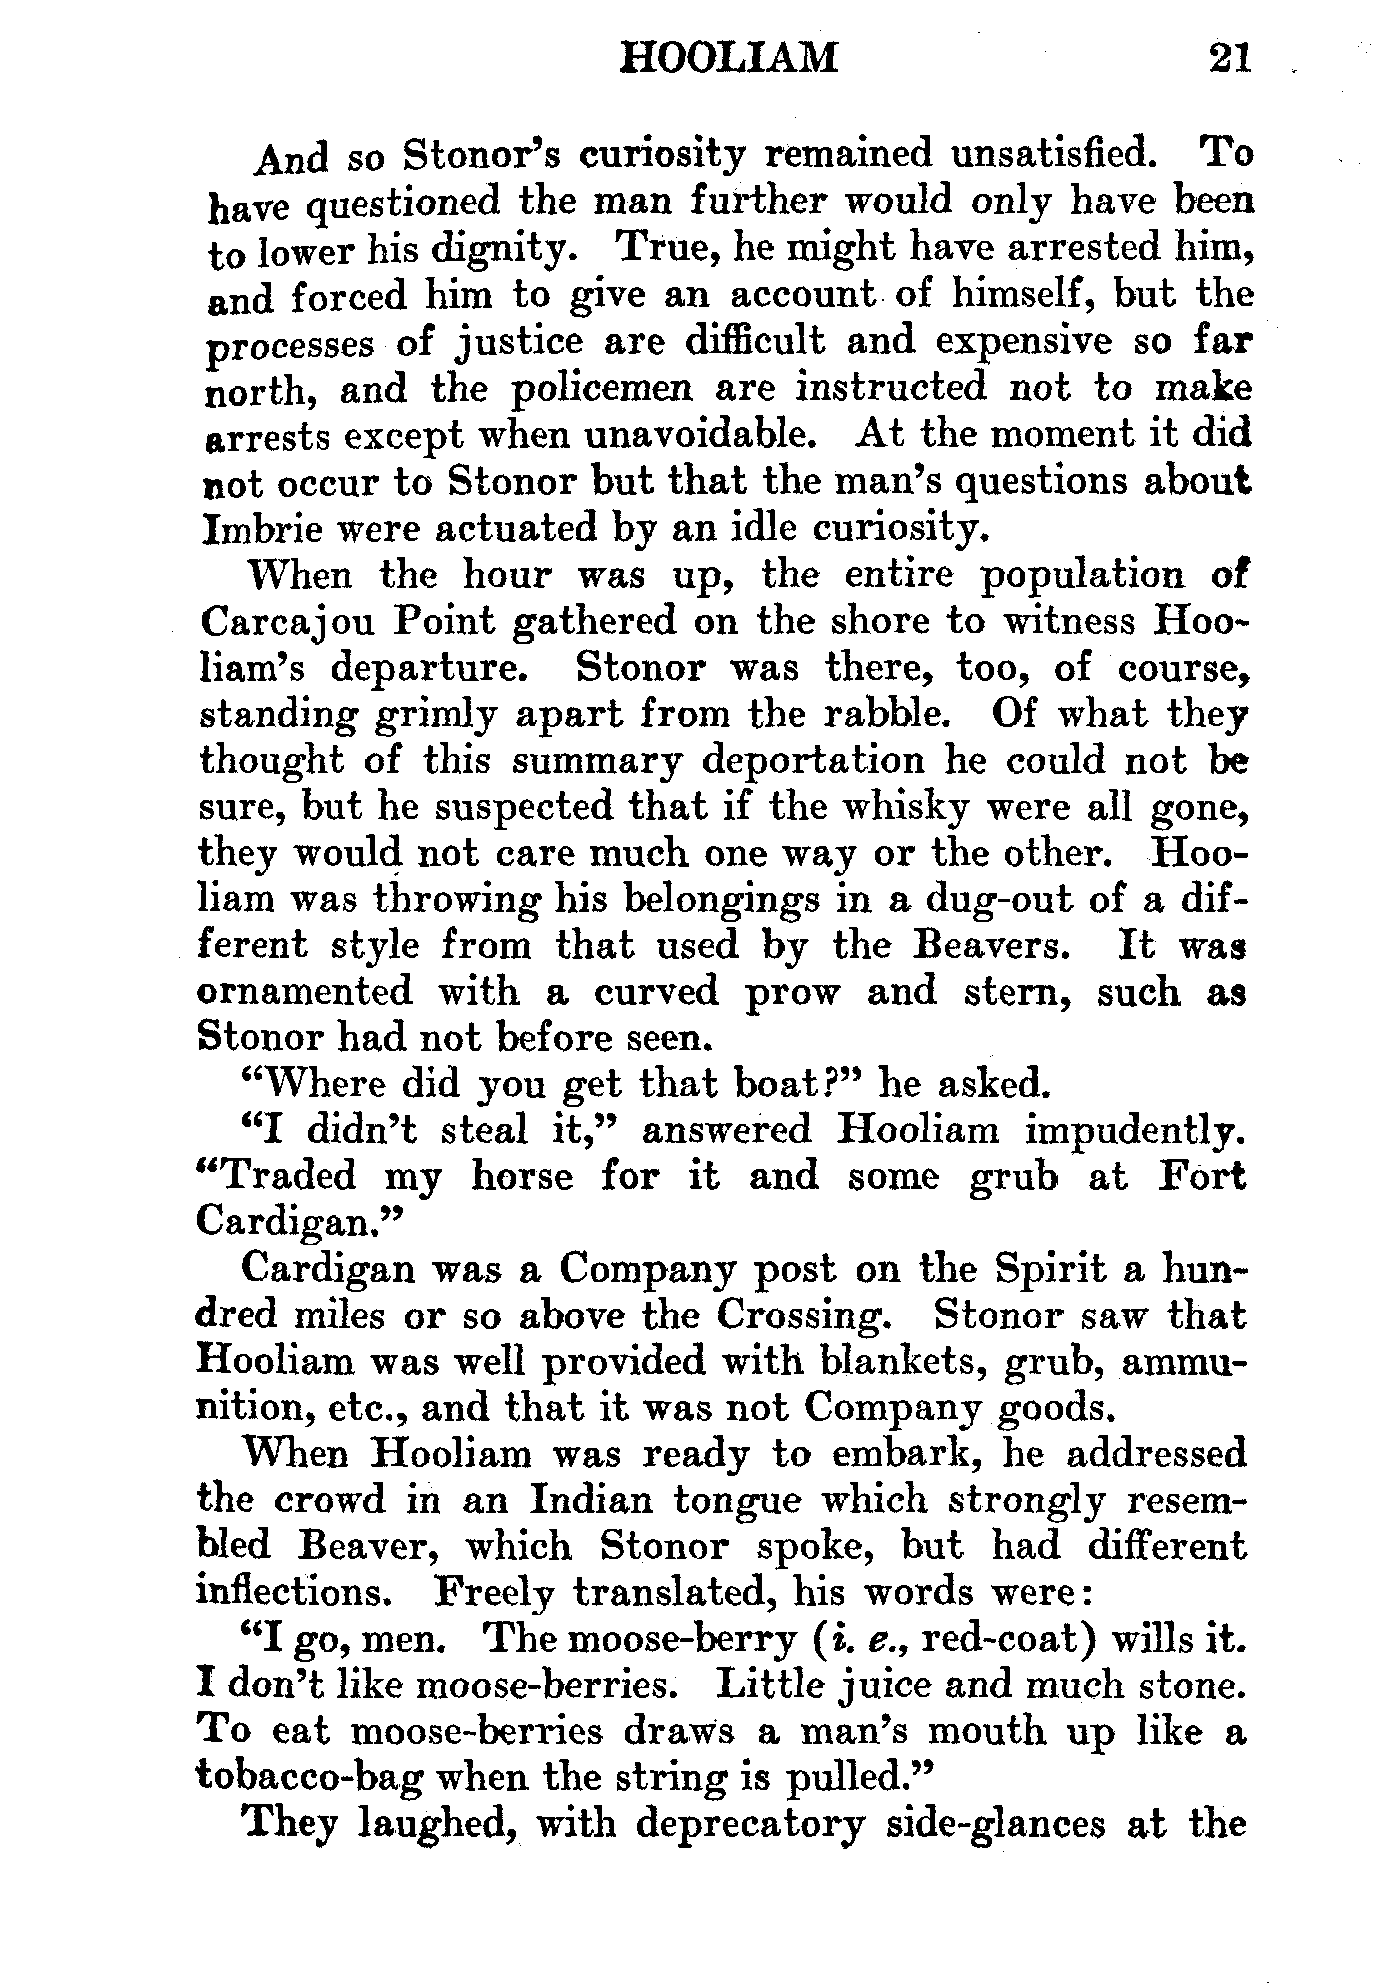 HOOLIAM 21
And so Stonor's curiosity remained unsatisfied. To
have questioned the man further would only have been
to lower his dignity. True, he might have arrested him,
and forced him to give an account of himself, but the
processes of justice are difficult and expensive so far
north, and the policemen are instructed not to make
arrests except when unavoidable. At the moment it did
not occur to Stonor but that the man's questions about
Imbrie were actuated by an idle curiosity.
When the hour was up, the entire population of
Carcajou Point gathered on the shore to witness Hoo-
liam's departure. Stonor was there, too, of course,
standing grimly apart from the rabble. Of what they
thought of this summary deportation he could not be
sure, but he suspected that if the whisky were all gone,
they would not care much one way or the other. Hoo-
liam was throwing his belongings in a dug-out of a dif-
ferent style from that used by the Beavers. It was
ornamented with a curved prow and stern, such as
Stonor had not before seen.
"Where did you get that boat?" he asked.
"I didn't steal it," answered Hooliam impudently.
"Traded my horse for it and some grub at Fort
Cardigan."
Cardigan was a Company post on the Spirit a hun-
dred miles or so above the Crossing. Stonor saw that
Hooliam was well provided with blankets, grub, ammu-
nition, etc., and that it was not Company goods.
When Hooliam was ready to embark, he addressed
the crowd in an Indian tongue which strongly resem-
bled Beaver, which Stonor spoke, but had different
inflections. Freely translated, his words were:
"I go, men. The moose-berry (i. e., red-coat) wills it.
I don't like moose-berries. Little juice and much stone.
To eat moose-berries draws a man's mouth up like a
tobacco-bag when the string is pulled."
They laughed, with deprecatory side-glances at the